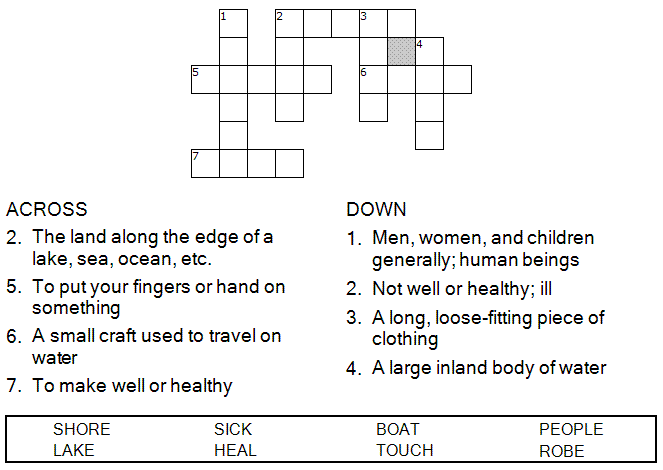 1
2
3
4
5
6
7
ACROSS
2. The land along the edge of a
lake, sea, ocean, etc.
5. To put your fingers or hand on
something
6. A small craft used to travel on
water
7. To make well or healthy
DOWN
1. Men, women, and children
generally; human beings
2. Not well or healthy; ill
3. A long, loose-fitting piece of
clothing
4. A large inland body of water
SHORE SICK BOAT PEOPLE
LAKE HEAL TOUCH ROBE